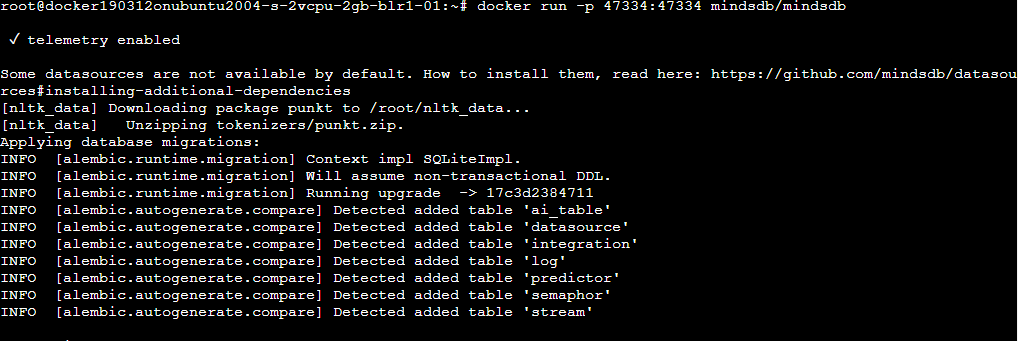 root@docker190312onubuntu2004-s-2vcpu-2gb-blr1-01:~# docker run -p 47334:47334 mindsdb/mindsdb
✓ telemetry enabled
Some datasources are not available by default. How to install them, read here: https://github.com/mindsdb/datasou
rces#installing-additional-dependencies
[nltk_data] Downloading package punkt to /root/nltk_data...
[nltk_data]   Unzipping tokenizers/punkt.zip.
Applying database migrations:
INFO  [alembic.runtime.migration] Context impl SQLiteImpl.
INFO  [alembic.runtime.migration] Will assume non-transactional DDL.
INFO  [alembic.runtime.migration] Running upgrade  -> 17c3d2384711
INFO  [alembic.autogenerate.compare] Detected added table 'ai_table'
INFO  [alembic.autogenerate.compare] Detected added table 'datasource'
INFO  [alembic.autogenerate.compare] Detected added table 'integration'
INFO  [alembic.autogenerate.compare] Detected added table 'log'
INFO  [alembic.autogenerate.compare] Detected added table 'predictor'
INFO  [alembic.autogenerate.compare] Detected added table 'semaphor'
INFO  [alembic.autogenerate.compare] Detected added table 'stream'